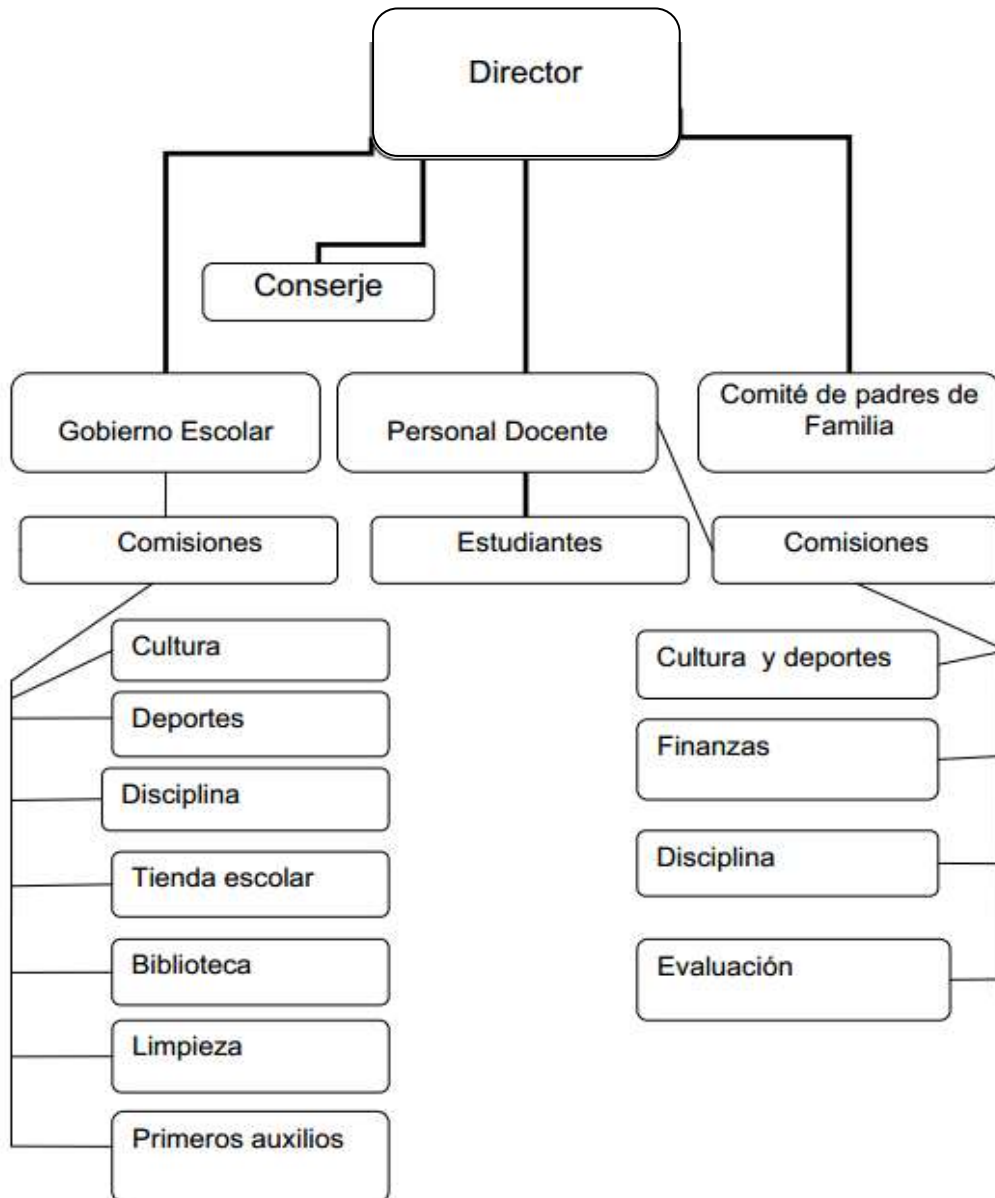 Director
Conserje
Gobierno Escolar
Personal Docente
Comité de padres de
Familia
Comisiones
Estudiantes
Comisiones
Cultura
Deportes
Disciplina
Tienda escolar
Biblioteca
Limpieza
Primeros auxilios
Cultura y deportes
Finanzas
Disciplina
Evaluación